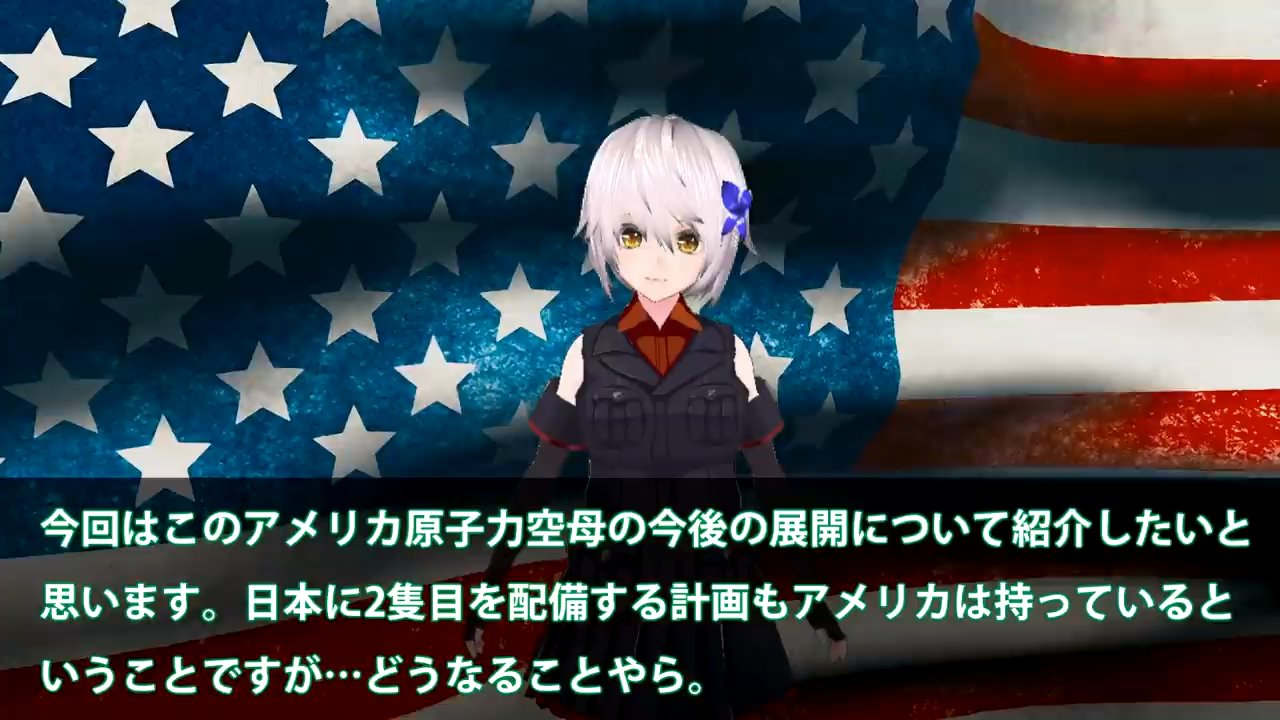 今回はこのアメリカ原子力空母の今後の展開について紹介したいと
思います。日本に2隻目を配備する計画もアメリカは持っていると
いうことですが…どうなることやら。